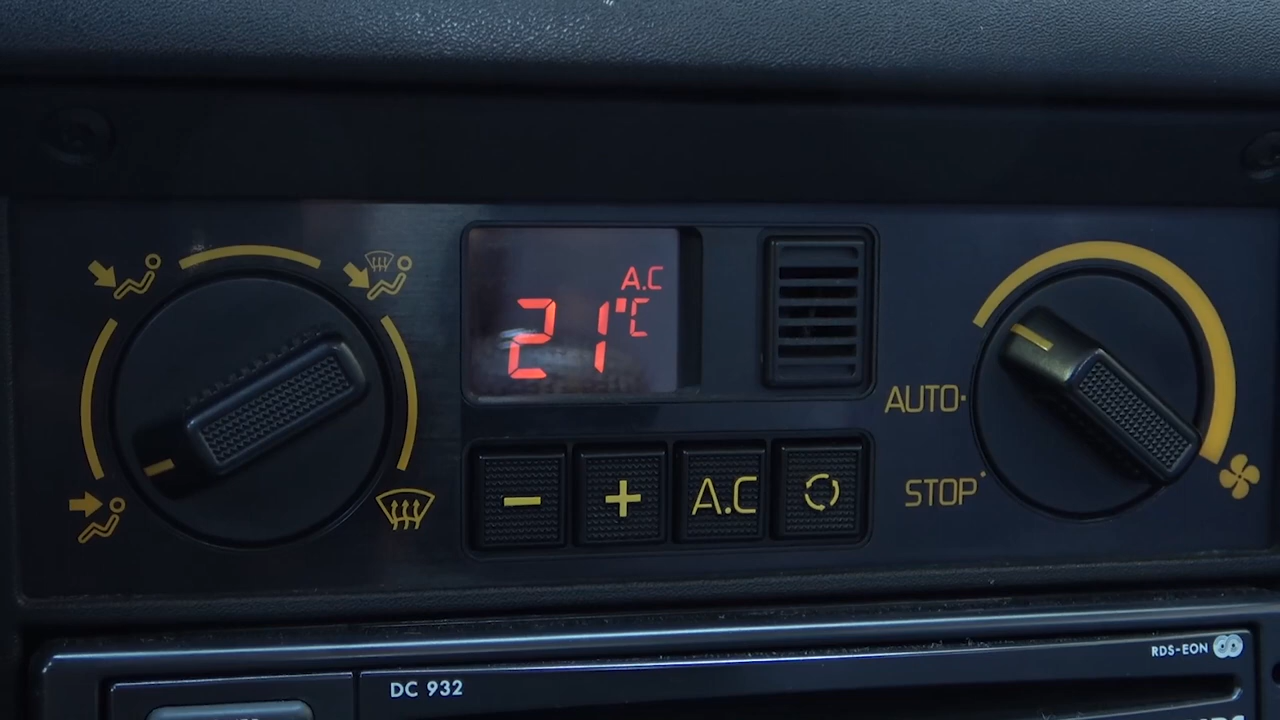 A.C
21°C
AUTO
STOP
− + A.C
RDS-EON
DC 932